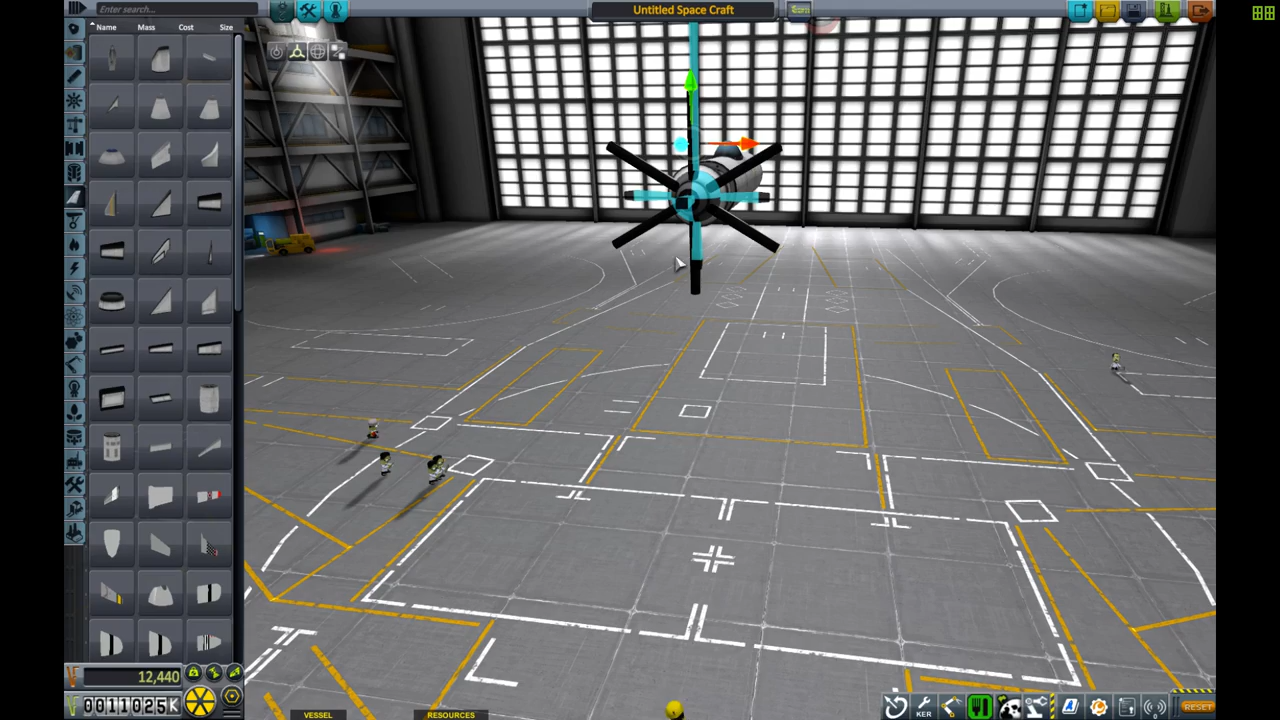 Enter search...
Untitled Space Craft
Name Mass Cost Size
12,440
0011025K
VESSEL
RESOURCES
KER
RESET